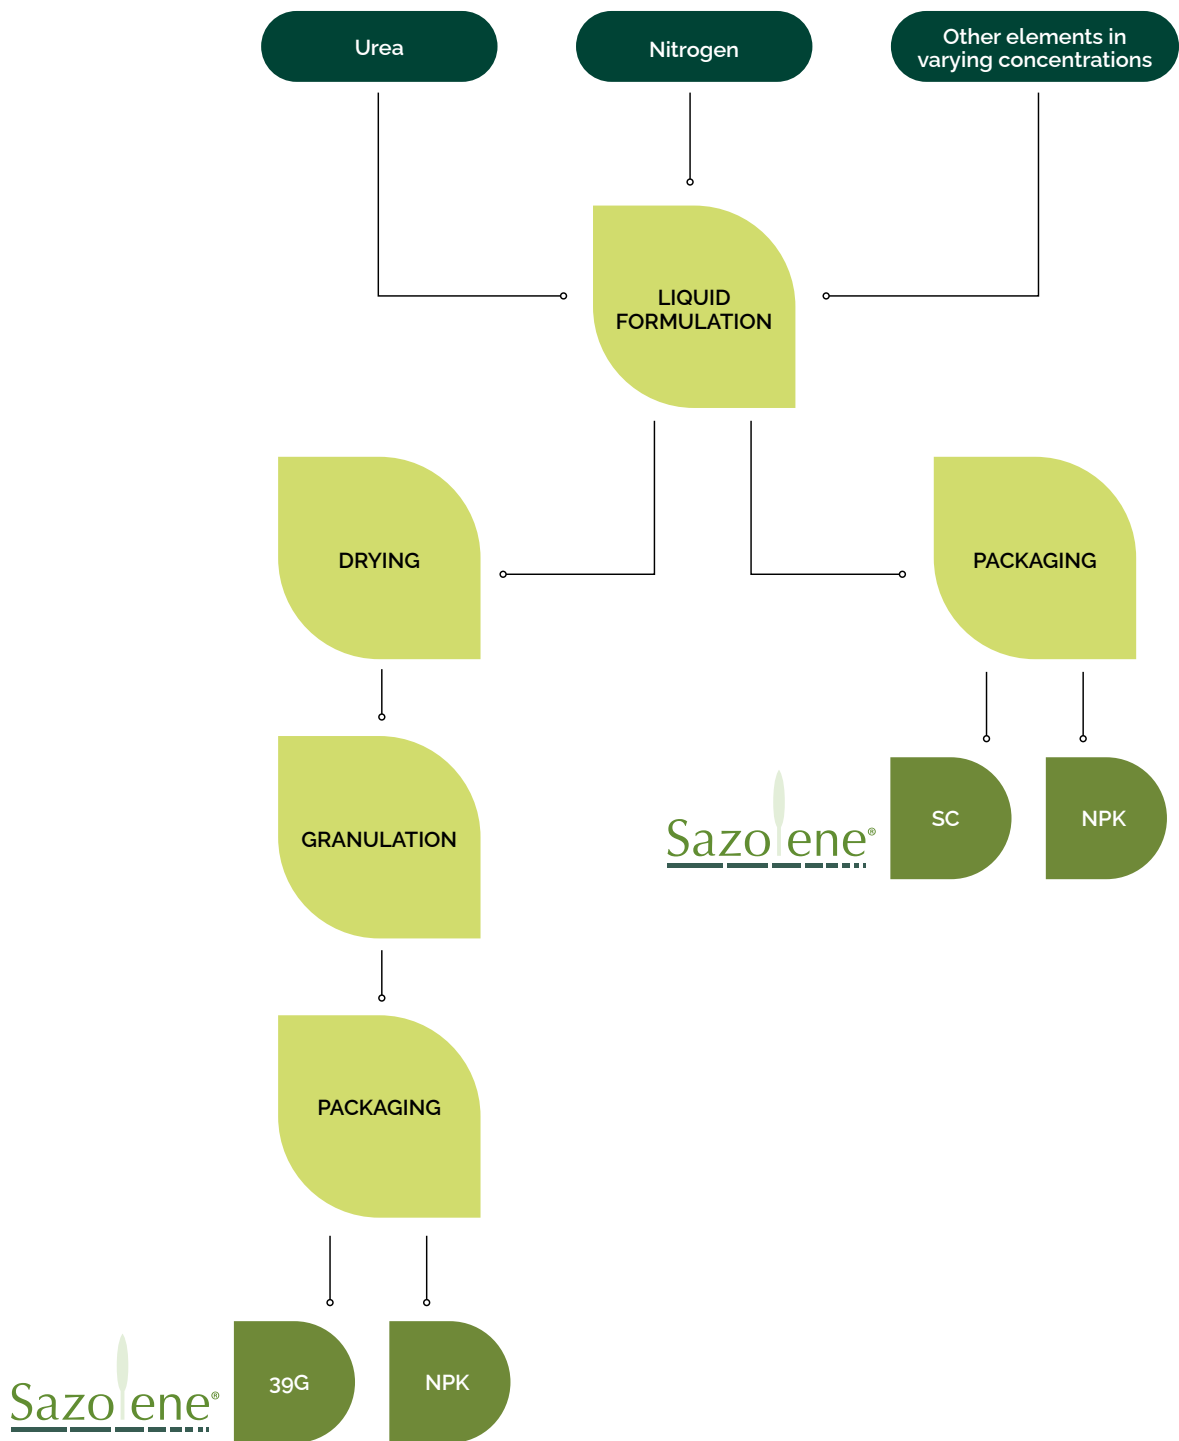 Urea
Nitrogen
Other elements in
varying concentrations
LIQUID
FORMULATION
DRYING
PACKAGING
GRANULATION
Sazolene®
SC
NPK
PACKAGING
Sazolene®
39G
NPK